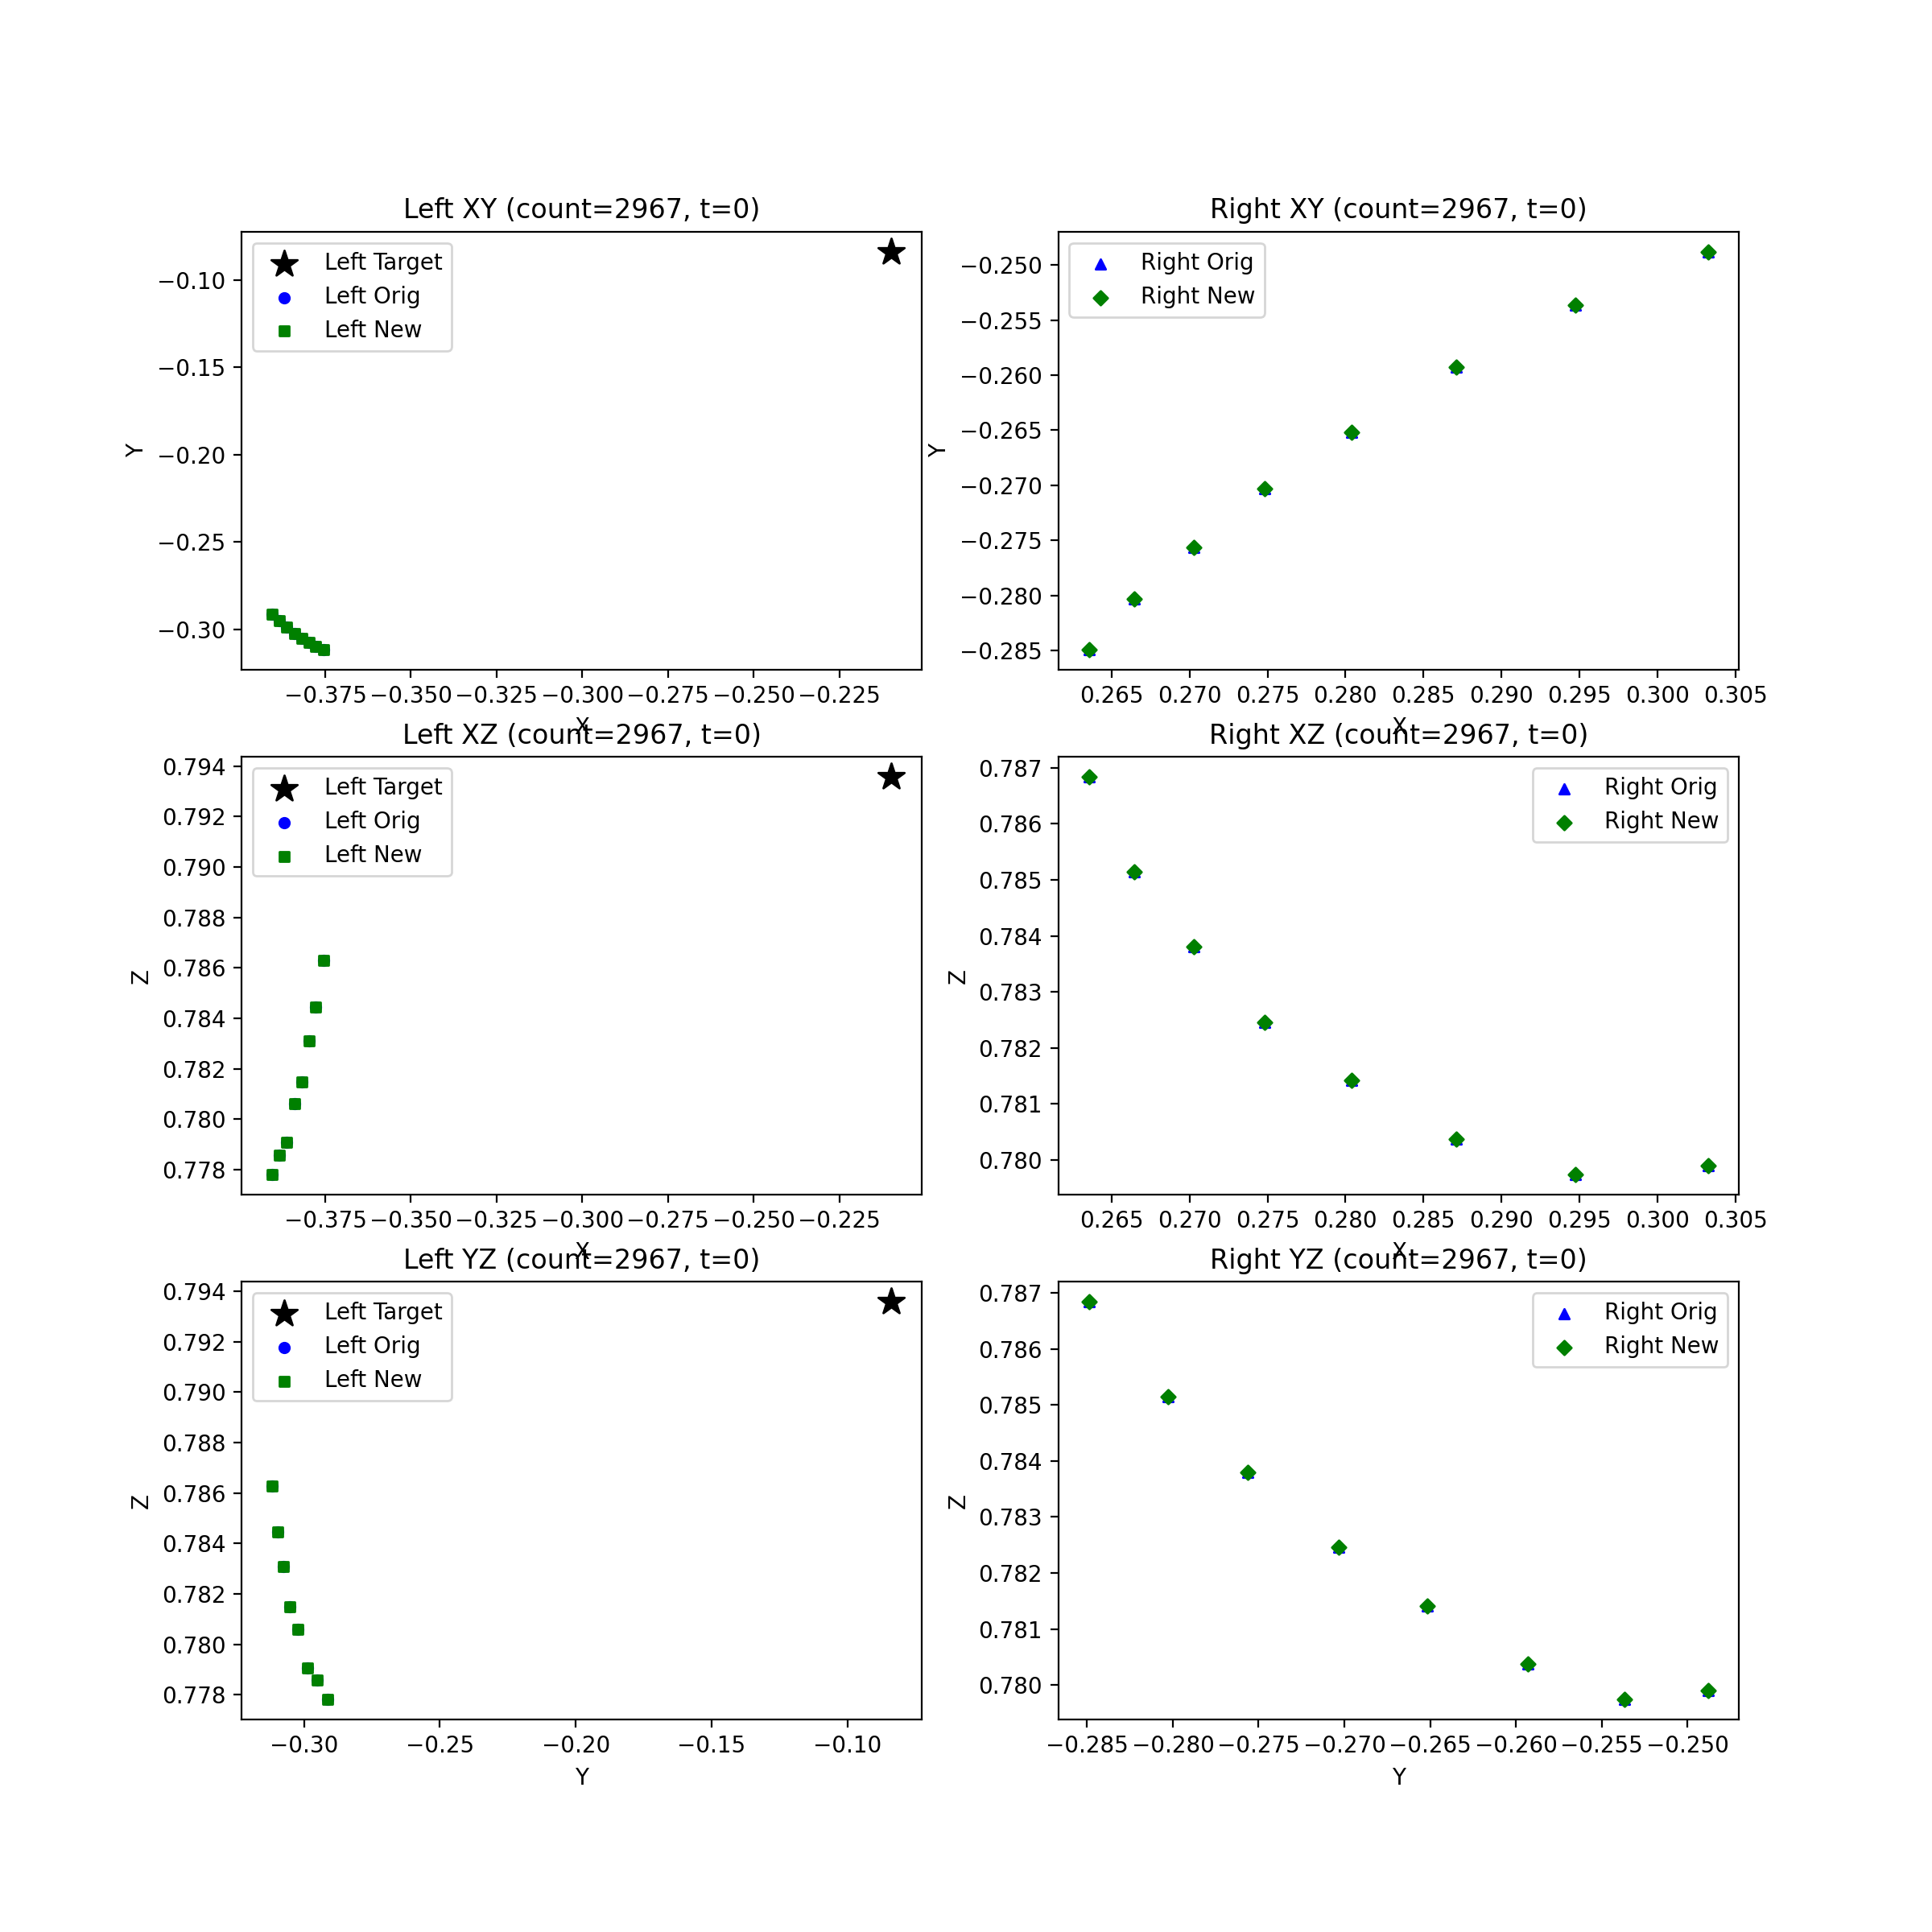 Left XY (count=2967, t=0)
Left Target
Left Orig
Left New
−0.10
−0.15
−0.20
−0.25
−0.30
Y
−0.375 −0.350 −0.325 −0.300 −0.275 −0.250 −0.225
X
Right XY (count=2967, t=0)
Right Orig
Right New
−0.250
−0.255
−0.260
−0.265
−0.270
−0.275
−0.280
−0.285
Y
0.265 0.270 0.275 0.280 0.285 0.290 0.295 0.300 0.305
X
Left XZ (count=2967, t=0)
Left Target
Left Orig
Left New
0.794
0.792
0.790
0.788
0.786
0.784
0.782
0.780
0.778
Z
−0.375 −0.350 −0.325 −0.300 −0.275 −0.250 −0.225
X
Right XZ (count=2967, t=0)
Right Orig
Right New
0.787
0.786
0.785
0.784
0.783
0.782
0.781
0.780
Z
0.265 0.270 0.275 0.280 0.285 0.290 0.295 0.300 0.305
X
Left YZ (count=2967, t=0)
Left Target
Left Orig
Left New
0.794
0.792
0.790
0.788
0.786
0.784
0.782
0.780
0.778
Z
−0.30 −0.25 −0.20 −0.15 −0.10
Y
Right YZ (count=2967, t=0)
Right Orig
Right New
0.787
0.786
0.785
0.784
0.783
0.782
0.781
0.780
Z
−0.285 −0.280 −0.275 −0.270 −0.265 −0.260 −0.255 −0.250
Y